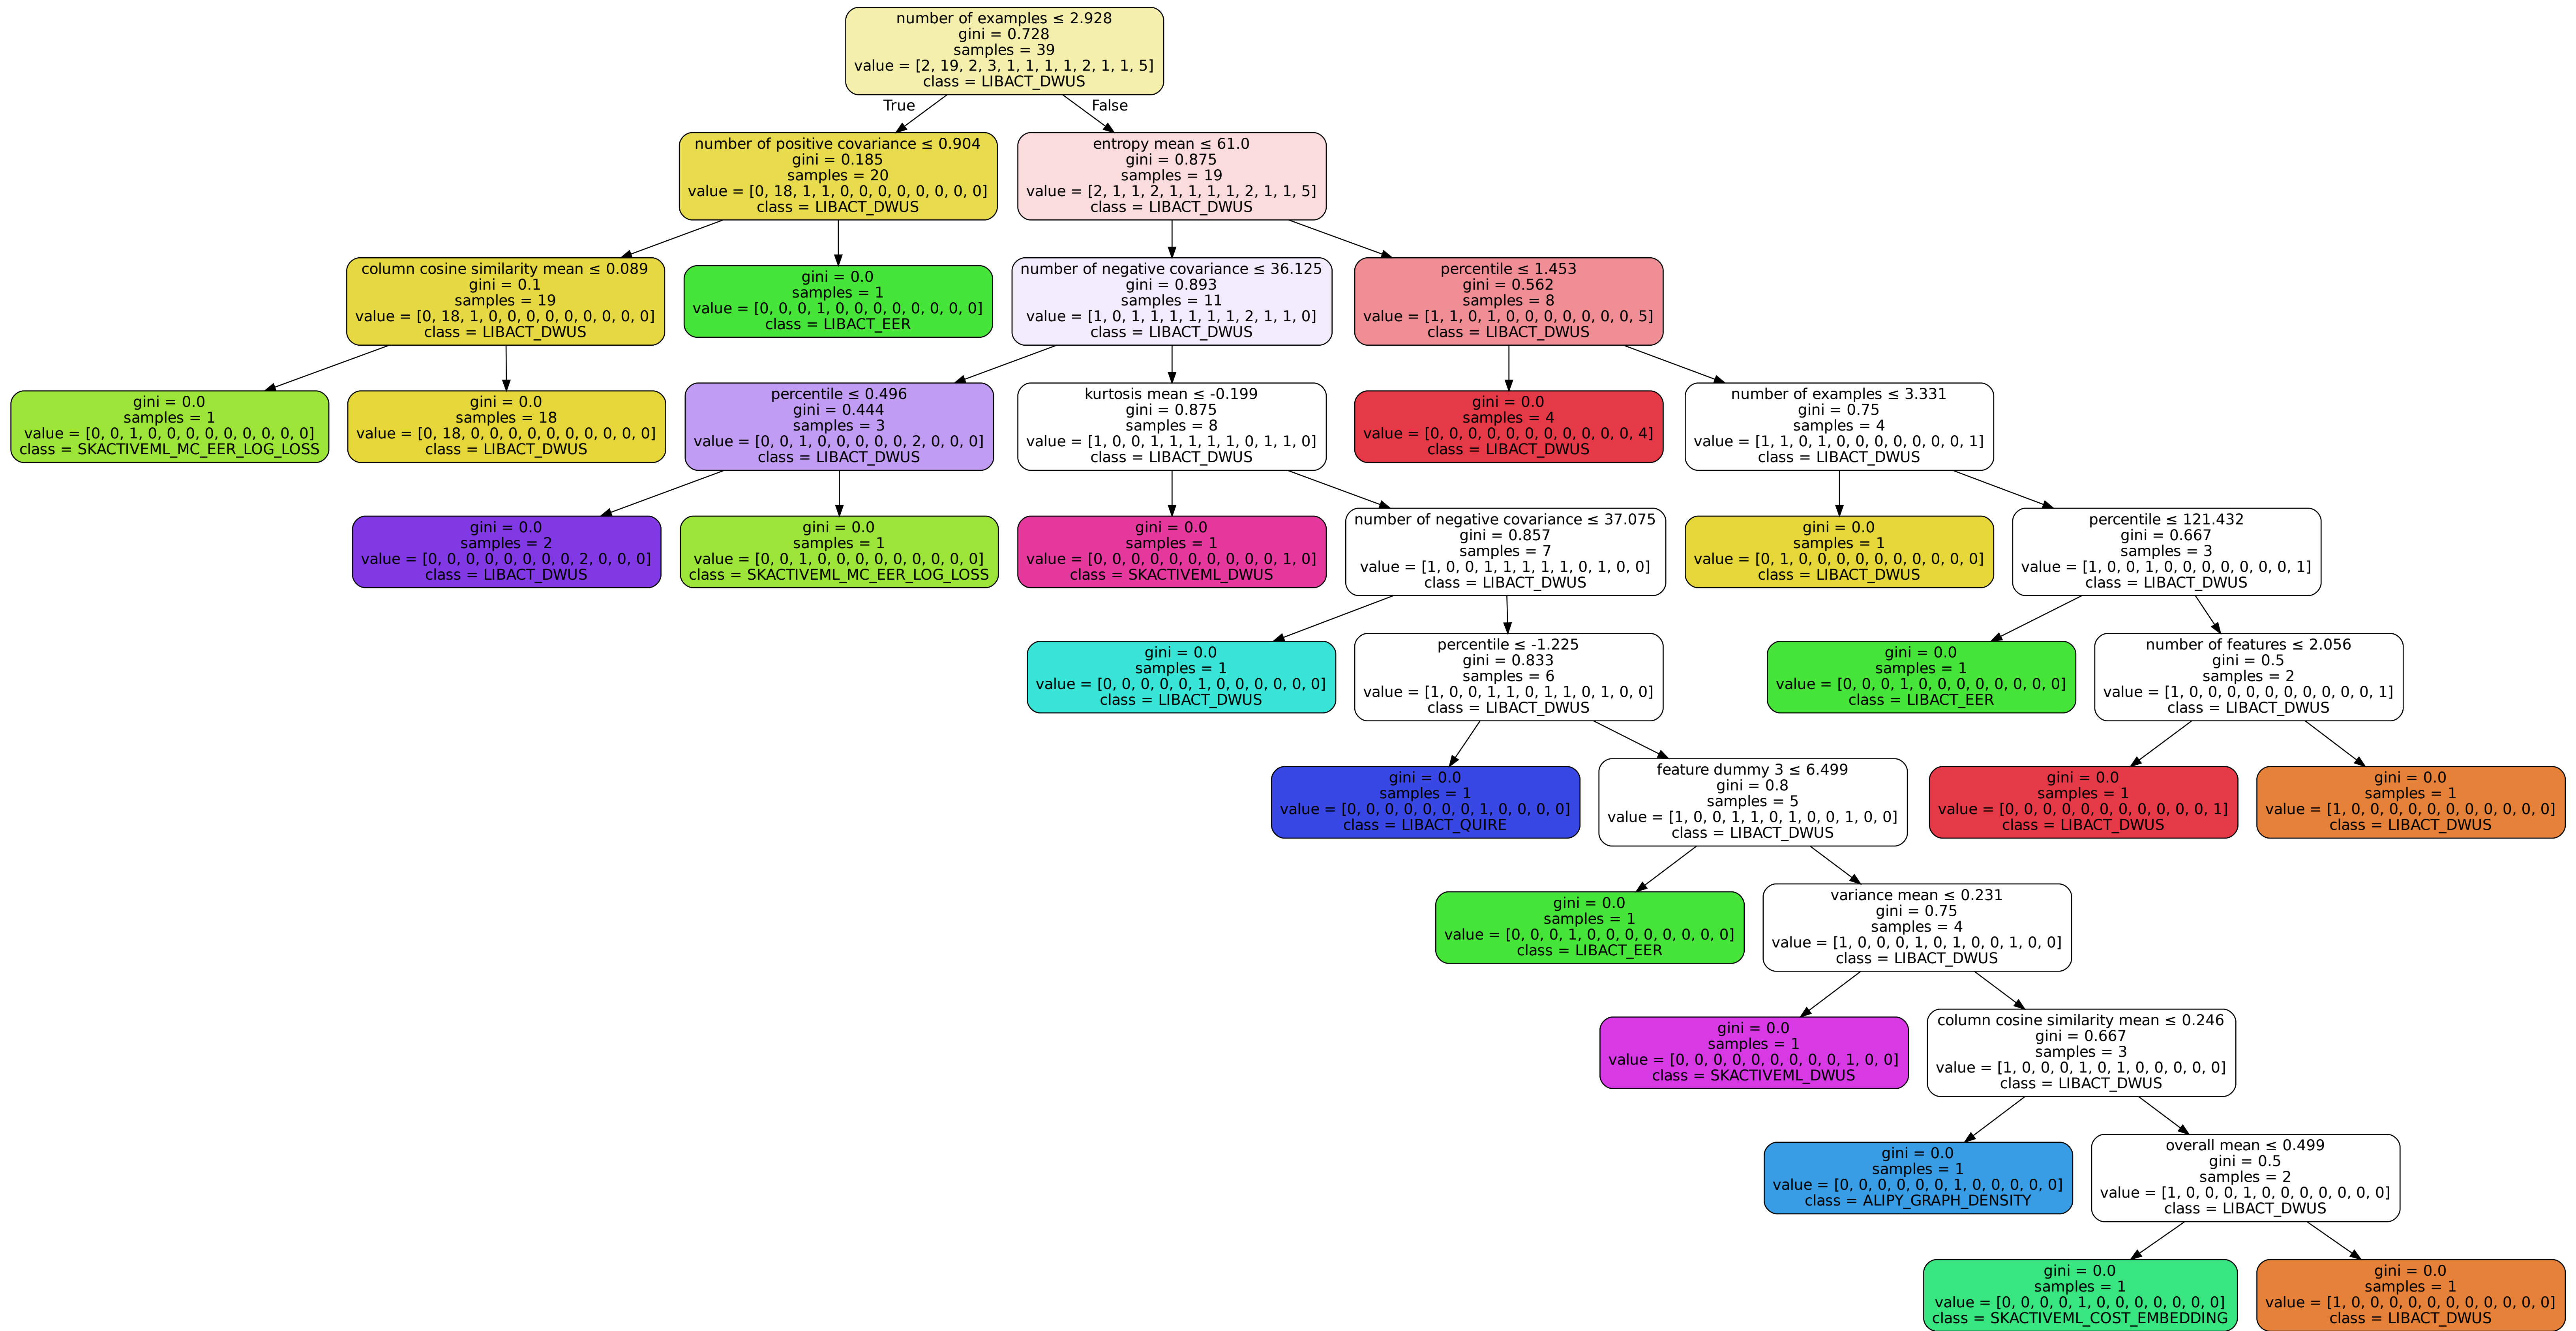 number of examples ≤ 2.928
gini = 0.728
samples = 39
value = [2, 19, 2, 3, 1, 1, 1, 1, 2, 1, 1, 5]
class = LIBACT_DWUS
True
False
number of positive covariance ≤ 0.904
gini = 0.185
samples = 20
value = [0, 18, 1, 1, 0, 0, 0, 0, 0, 0, 0, 0]
class = LIBACT_DWUS
entropy mean ≤ 61.0
gini = 0.875
samples = 19
value = [2, 1, 1, 2, 1, 1, 1, 1, 2, 1, 1, 5]
class = LIBACT_DWUS
column cosine similarity mean ≤ 0.089
gini = 0.1
samples = 19
value = [0, 18, 1, 0, 0, 0, 0, 0, 0, 0, 0, 0]
class = LIBACT_DWUS
gini = 0.0
samples = 1
value = [0, 0, 0, 1, 0, 0, 0, 0, 0, 0, 0, 0]
class = LIBACT_EER
number of negative covariance ≤ 36.125
gini = 0.893
samples = 11
value = [1, 0, 1, 1, 1, 1, 1, 1, 2, 1, 1, 0]
class = LIBACT_DWUS
percentile ≤ 1.453
gini = 0.562
samples = 8
value = [1, 1, 0, 1, 0, 0, 0, 0, 0, 0, 0, 5]
class = LIBACT_DWUS
gini = 0.0
samples = 1
value = [0, 0, 1, 0, 0, 0, 0, 0, 0, 0, 0, 0]
class = SKACTIVEML_MC_EER_LOG_LOSS
gini = 0.0
samples = 18
value = [0, 18, 0, 0, 0, 0, 0, 0, 0, 0, 0, 0]
class = LIBACT_DWUS
percentile ≤ 0.496
gini = 0.444
samples = 3
value = [0, 0, 1, 0, 0, 0, 0, 0, 2, 0, 0, 0]
class = LIBACT_DWUS
kurtosis mean ≤ -0.199
gini = 0.875
samples = 8
value = [1, 0, 0, 1, 1, 1, 1, 1, 0, 1, 1, 0]
class = LIBACT_DWUS
gini = 0.0
samples = 4
value = [0, 0, 0, 0, 0, 0, 0, 0, 0, 0, 0, 4]
class = LIBACT_DWUS
number of examples ≤ 3.331
gini = 0.75
samples = 4
value = [1, 1, 0, 1, 0, 0, 0, 0, 0, 0, 0, 1]
class = LIBACT_DWUS
gini = 0.0
samples = 2
value = [0, 0, 0, 0, 0, 0, 0, 0, 2, 0, 0, 0]
class = LIBACT_DWUS
gini = 0.0
samples = 1
value = [0, 0, 1, 0, 0, 0, 0, 0, 0, 0, 0, 0]
class = SKACTIVEML_MC_EER_LOG_LOSS
gini = 0.0
samples = 1
value = [0, 0, 0, 0, 0, 0, 0, 0, 0, 0, 1, 0]
class = SKACTIVEML_DWUS
number of negative covariance ≤ 37.075
gini = 0.857
samples = 7
value = [1, 0, 0, 1, 1, 1, 1, 1, 0, 1, 0, 0]
class = LIBACT_DWUS
gini = 0.0
samples = 1
value = [0, 1, 0, 0, 0, 0, 0, 0, 0, 0, 0, 0]
class = LIBACT_DWUS
percentile ≤ 121.432
gini = 0.667
samples = 3
value = [1, 0, 0, 1, 0, 0, 0, 0, 0, 0, 0, 1]
class = LIBACT_DWUS
gini = 0.0
samples = 1
value = [0, 0, 0, 0, 0, 1, 0, 0, 0, 0, 0, 0]
class = LIBACT_DWUS
percentile ≤ -1.225
gini = 0.833
samples = 6
value = [1, 0, 0, 1, 1, 0, 1, 1, 0, 1, 0, 0]
class = LIBACT_DWUS
gini = 0.0
samples = 1
value = [0, 0, 0, 1, 0, 0, 0, 0, 0, 0, 0, 0]
class = LIBACT_EER
number of features ≤ 2.056
gini = 0.5
samples = 2
value = [1, 0, 0, 0, 0, 0, 0, 0, 0, 0, 0, 1]
class = LIBACT_DWUS
gini = 0.0
samples = 1
value = [0, 0, 0, 0, 0, 0, 0, 1, 0, 0, 0, 0]
class = LIBACT_QUIRE
feature dummy 3 ≤ 6.499
gini = 0.8
samples = 5
value = [1, 0, 0, 1, 1, 0, 1, 0, 0, 1, 0, 0]
class = LIBACT_DWUS
gini = 0.0
samples = 1
value = [0, 0, 0, 0, 0, 0, 0, 0, 0, 0, 0, 1]
class = LIBACT_DWUS
gini = 0.0
samples = 1
value = [1, 0, 0, 0, 0, 0, 0, 0, 0, 0, 0, 0]
class = LIBACT_DWUS
gini = 0.0
samples = 1
value = [0, 0, 0, 1, 0, 0, 0, 0, 0, 0, 0, 0]
class = LIBACT_EER
variance mean ≤ 0.231
gini = 0.75
samples = 4
value = [1, 0, 0, 0, 1, 0, 1, 0, 0, 1, 0, 0]
class = LIBACT_DWUS
gini = 0.0
samples = 1
value = [0, 0, 0, 0, 0, 0, 0, 0, 0, 1, 0, 0]
class = SKACTIVEML_DWUS
column cosine similarity mean ≤ 0.246
gini = 0.667
samples = 3
value = [1, 0, 0, 0, 1, 0, 1, 0, 0, 0, 0, 0]
class = LIBACT_DWUS
gini = 0.0
samples = 1
value = [0, 0, 0, 0, 0, 0, 1, 0, 0, 0, 0, 0]
class = ALIPY_GRAPH_DENSITY
overall mean ≤ 0.499
gini = 0.5
samples = 2
value = [1, 0, 0, 0, 1, 0, 0, 0, 0, 0, 0, 0]
class = LIBACT_DWUS
gini = 0.0
samples = 1
value = [0, 0, 0, 0, 1, 0, 0, 0, 0, 0, 0, 0]
class = SKACTIVEML_COST_EMBEDDING
gini = 0.0
samples = 1
value = [1, 0, 0, 0, 0, 0, 0, 0, 0, 0, 0, 0]
class = LIBACT_DWUS